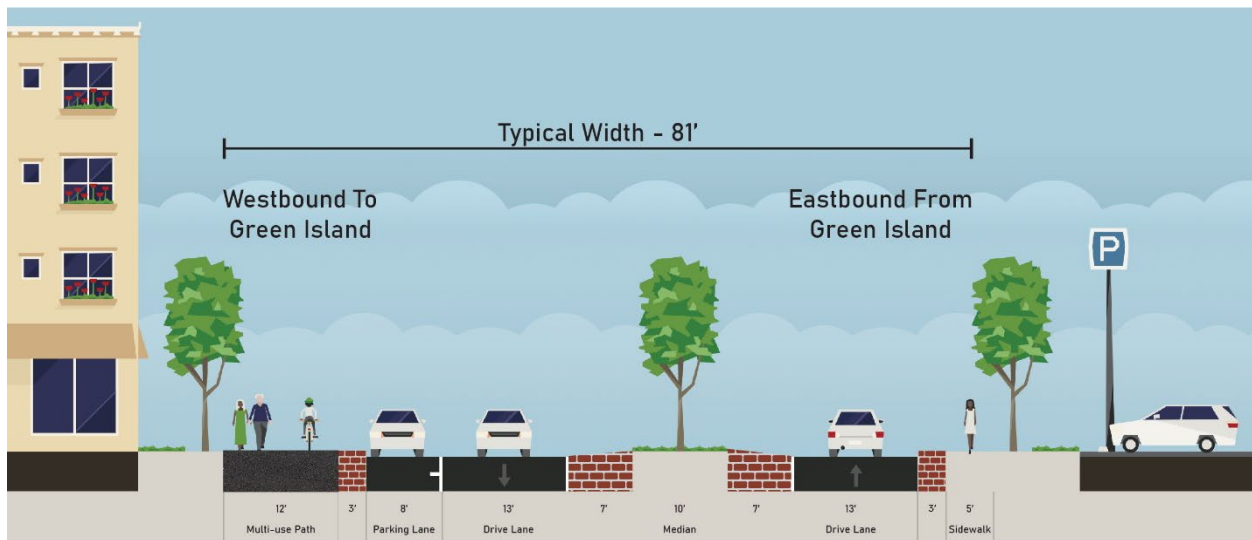 Typical Width - 81'
Westbound To
Green Island
Eastbound From
Green Island
P
12' 3' 8' 13' 7' 10' 7' 13' 3' 5'
Multi-use Path Parking Lane Drive Lane Median Drive Lane Sidewalk